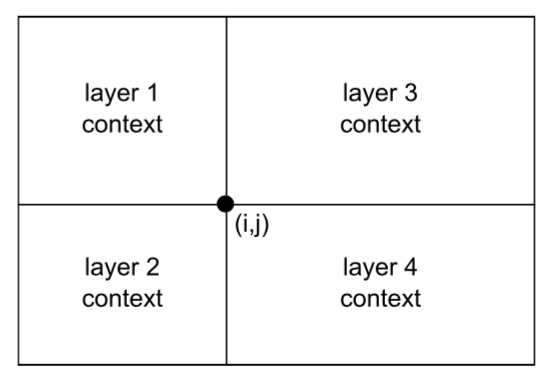 layer 1
context
layer 3
context
(i,j)
layer 2
context
layer 4
context